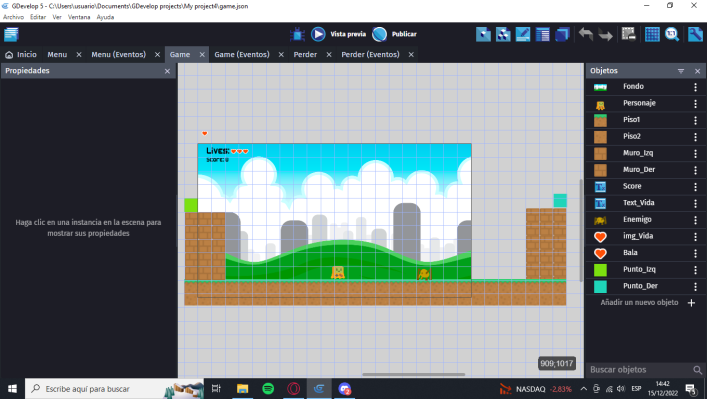 GDevelop 5 - C:\Users\usuario\Documents\GDevelop projects\My project4\game.json
Archivo Editar Ver Ventana Ayuda
Vista previa Publicar
Inicio Menu Menu (Eventos) Game Game (Eventos) Perder Perder (Eventos)
Propiedades
Haga clic en una instancia en la escena para
mostrar sus propiedades
Lives:
Score: 0
909;1017
Objetos
Fondo
Personaje
Piso1
Piso2
Muro_Izq
Muro_Der
Score
Text_Vida
Enemigo
img_Vida
Bala
Punto_Izq
Punto_Der
Añadir un nuevo objeto
Buscar objetos
Escribe aquí para buscar
NASDAQ -2.83% ESP
14:42
15/12/2022